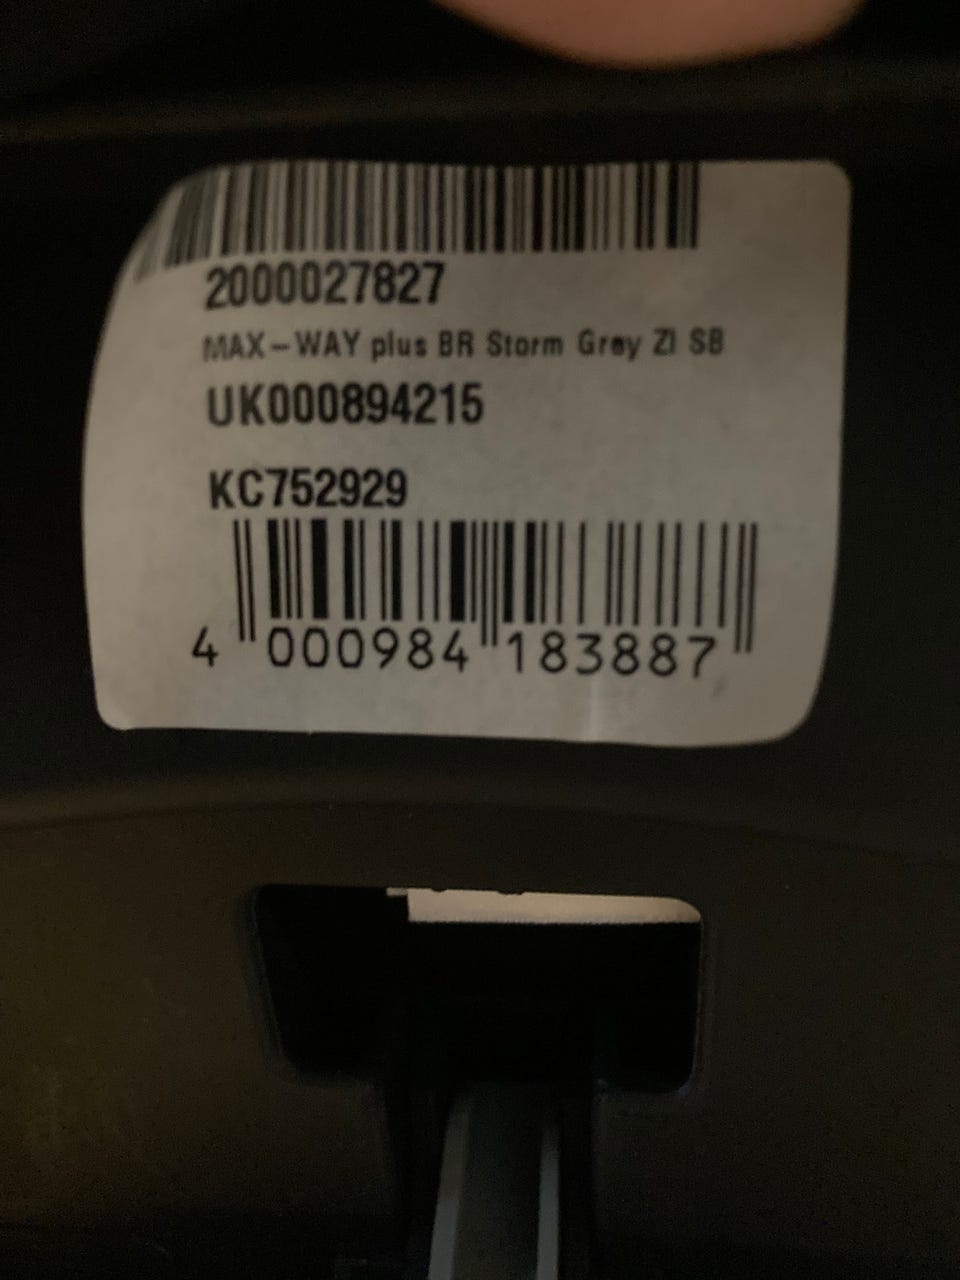 2000027827
MAX-WAY plus BR Storm Grey ZI SB
UK000894215
KC752929
4 000984 183887